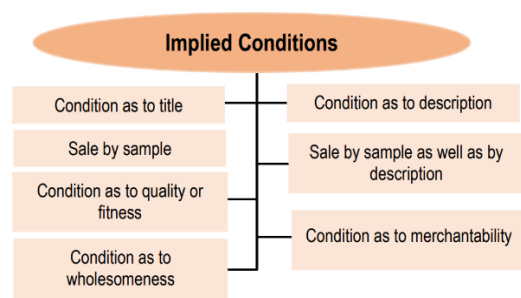 Implied Conditions
Condition as to title
Condition as to description
Sale by sample
Sale by sample as well as by
description
Condition as to quality or
fitness
Condition as to merchantability
Condition as to
wholesomeness